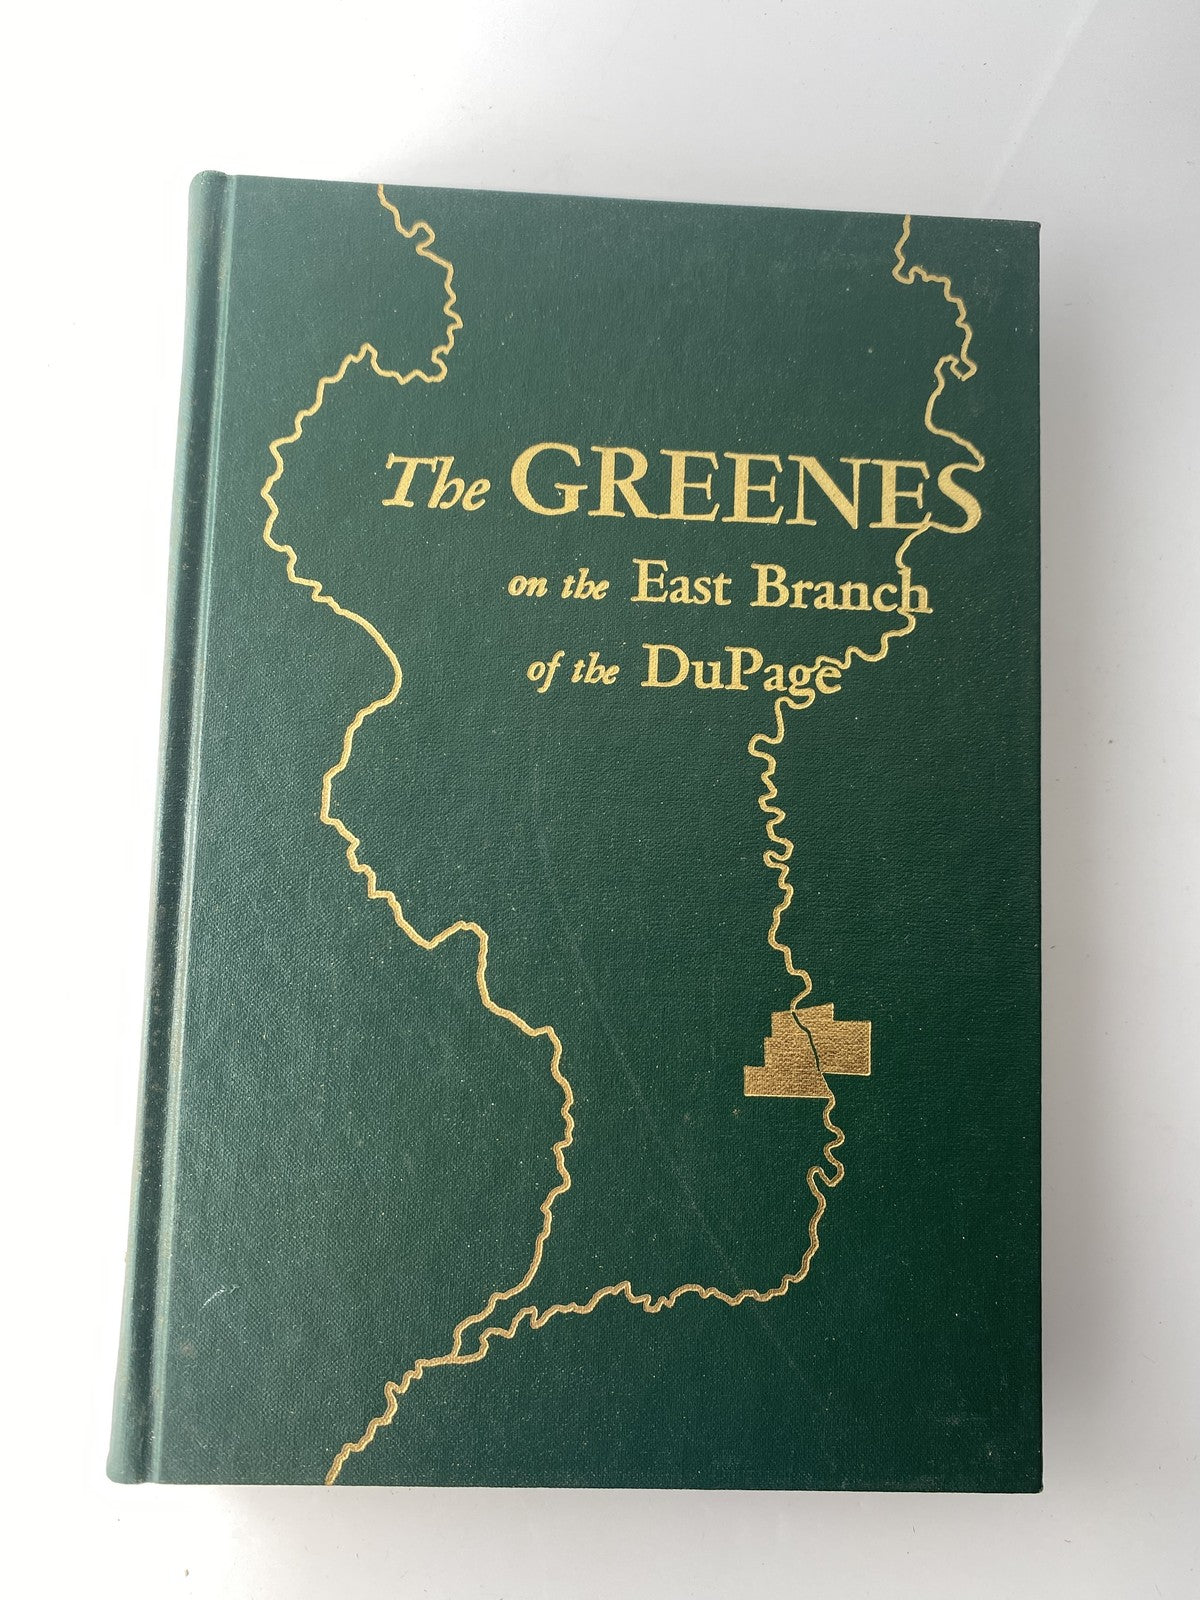 The GREENES
on the East Branch
of the DuPage